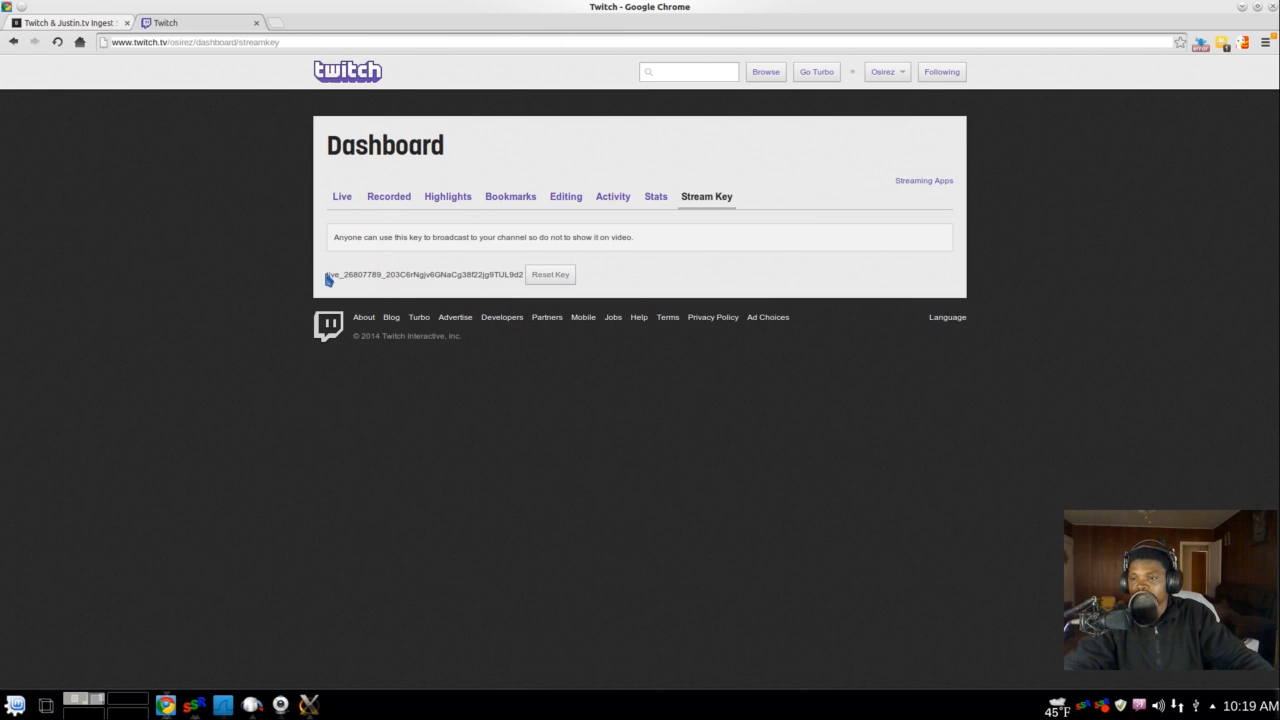 Twitch - Google Chrome
Twitch & Justin.tv Ingest
Twitch
www.twitch.tv/osirez/dashboard/streamkey
twitch
Browse
Go Turbo
Osirez
Following
Dashboard
Streaming Apps
Live Recorded Highlights Bookmarks Editing Activity Stats Stream Key
Anyone can use this key to broadcast to your channel so do not to show it on video.
live_26807789_203C6rNgjv6GNaCg38f22jg9TUL9d2 Reset Key
About Blog Turbo Advertise Developers Partners Mobile Jobs Help Terms Privacy Policy Ad Choices
Language
© 2014 Twitch Interactive, Inc.
45°F
10:19 AM